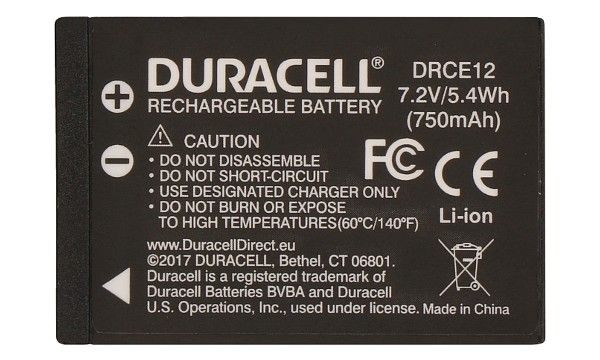 DURACELL®
RECHARGEABLE BATTERY
DRCE12
7.2V/5.4Wh
(750mAh)
⚠ CAUTION
• DO NOT DISASSEMBLE
• DO NOT SHORT-CIRCUIT
• USE DESIGNATED CHARGER ONLY
• DO NOT BURN OR EXPOSE
TO HIGH TEMPERATURES(60°C/140°F)
FC CE
Li-ion
www.DuracellDirect.eu
©2017 DURACELL, Bethel, CT 06801.
Duracell is a registered trademark of
Duracell Batteries BVBA and Duracell
U.S. Operations, Inc., used under license. Made in China